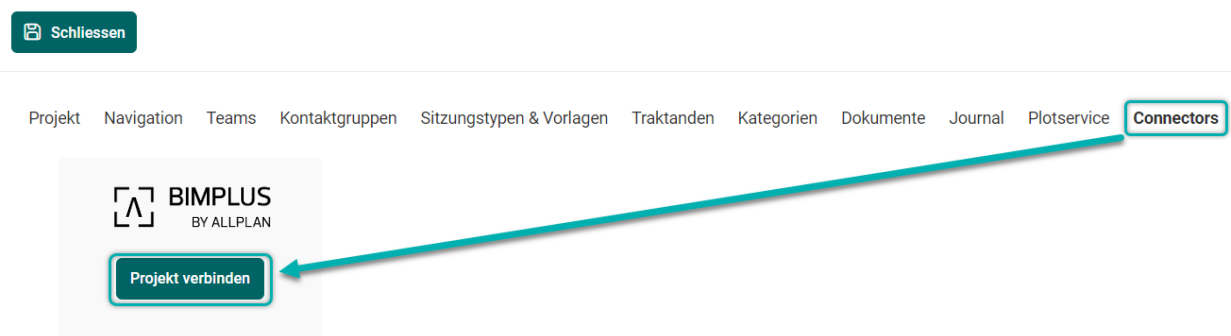 Schliessen
Projekt Navigation Teams Kontaktgruppen Sitzungstypen & Vorlagen Traktanden Kategorien Dokumente Journal Plotservice Connectors
BIMPLUS
BY ALLPLAN
Projekt verbinden